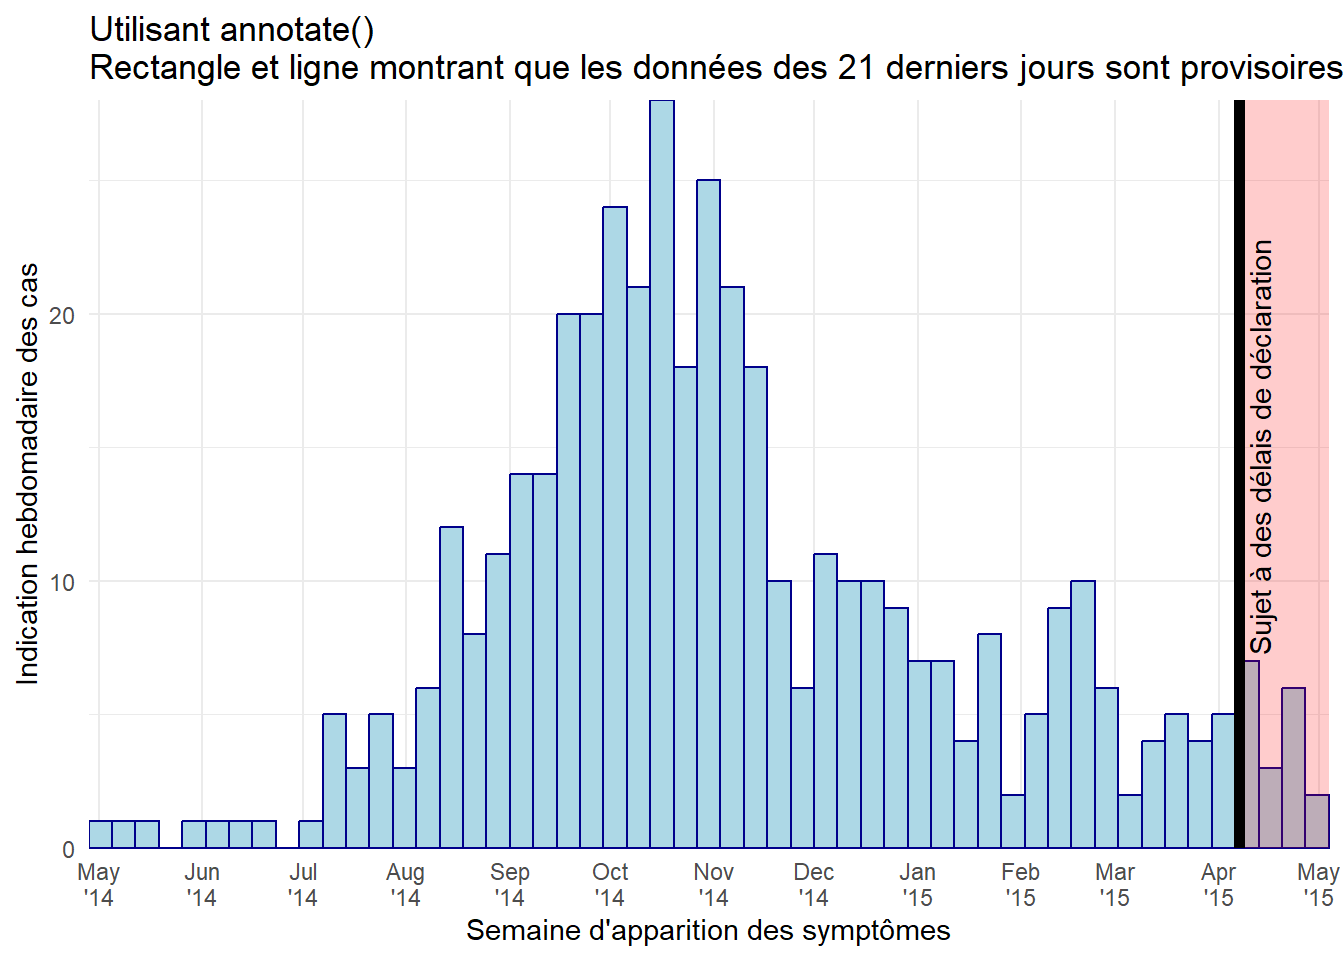 Utilisant annotate()
Rectangle et ligne montrant que les données des 21 derniers jours sont provisoires
Indication hebdomadaire des cas
20
10
0
Sujet à des délais de déclaration
May Jun Jul Aug Sep Oct Nov Dec Jan Feb Mar Apr May
'14 '14 '14 '14 '14 '14 '14 '14 '15 '15 '15 '15 '15
Semaine d'apparition des symptômes